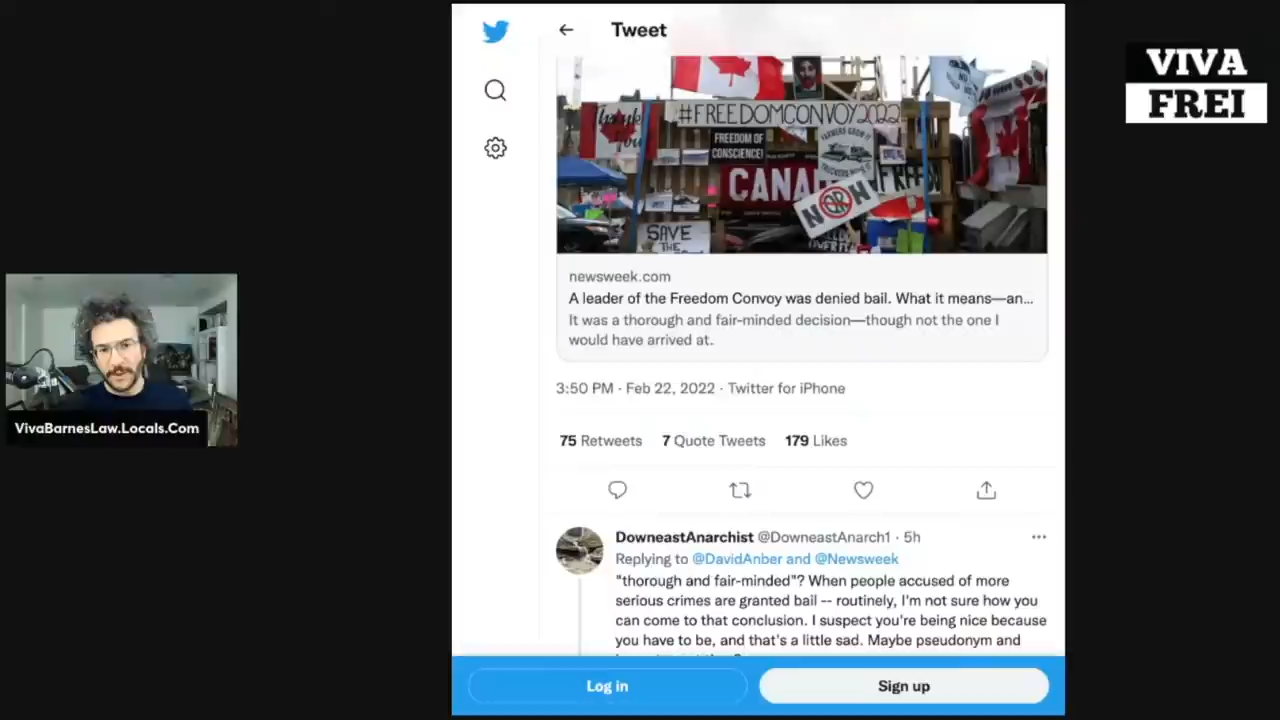 Tweet
VIVA
FREI
#FREEDOMCONVOY2022
Thank
you
FREEDOM OF
CONSCIENCE!
CANA
SAVE
THE
newsweek.com
A leader of the Freedom Convoy was denied bail. What it means—an...
It was a thorough and fair-minded decision—though not the one I
would have arrived at.
3:50 PM · Feb 22, 2022 · Twitter for iPhone
75 Retweets 7 Quote Tweets 179 Likes
VivaBarnesLaw.Locals.Com
DowneastAnarchist @DowneastAnarch1 · 5h
Replying to @DavidAnber and @Newsweek
"thorough and fair-minded"? When people accused of more
serious crimes are granted bail -- routinely, I'm not sure how you
can come to that conclusion. I suspect you're being nice because
you have to be, and that's a little sad. Maybe pseudonym and
Log in
Sign up